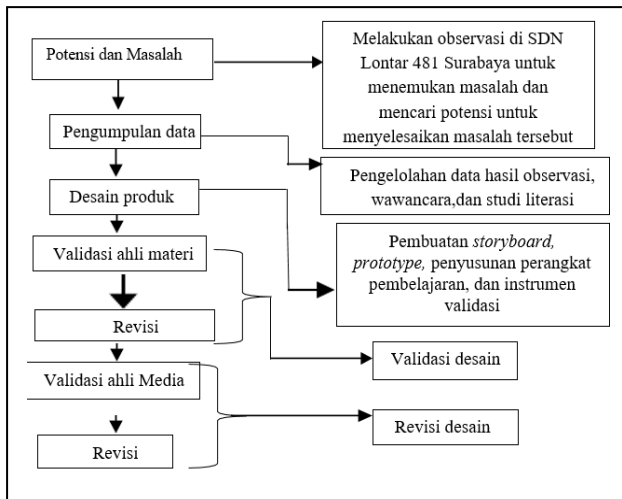 Potensi dan Masalah
Melakukan observasi di SDN
Lontar 481 Surabaya untuk
menemukan masalah dan
mencari potensi untuk
menyelesaikan masalah tersebut
Pengumpulan data
Pengelolahan data hasil observasi,
wawancara,dan studi literasi
Desain produk
Pembuatan storyboard,
prototype, penyusunan perangkat
pembelajaran, dan instrumen
validasi
Validasi ahli materi
Revisi
Validasi desain
Validasi ahli Media
Revisi
Revisi desain